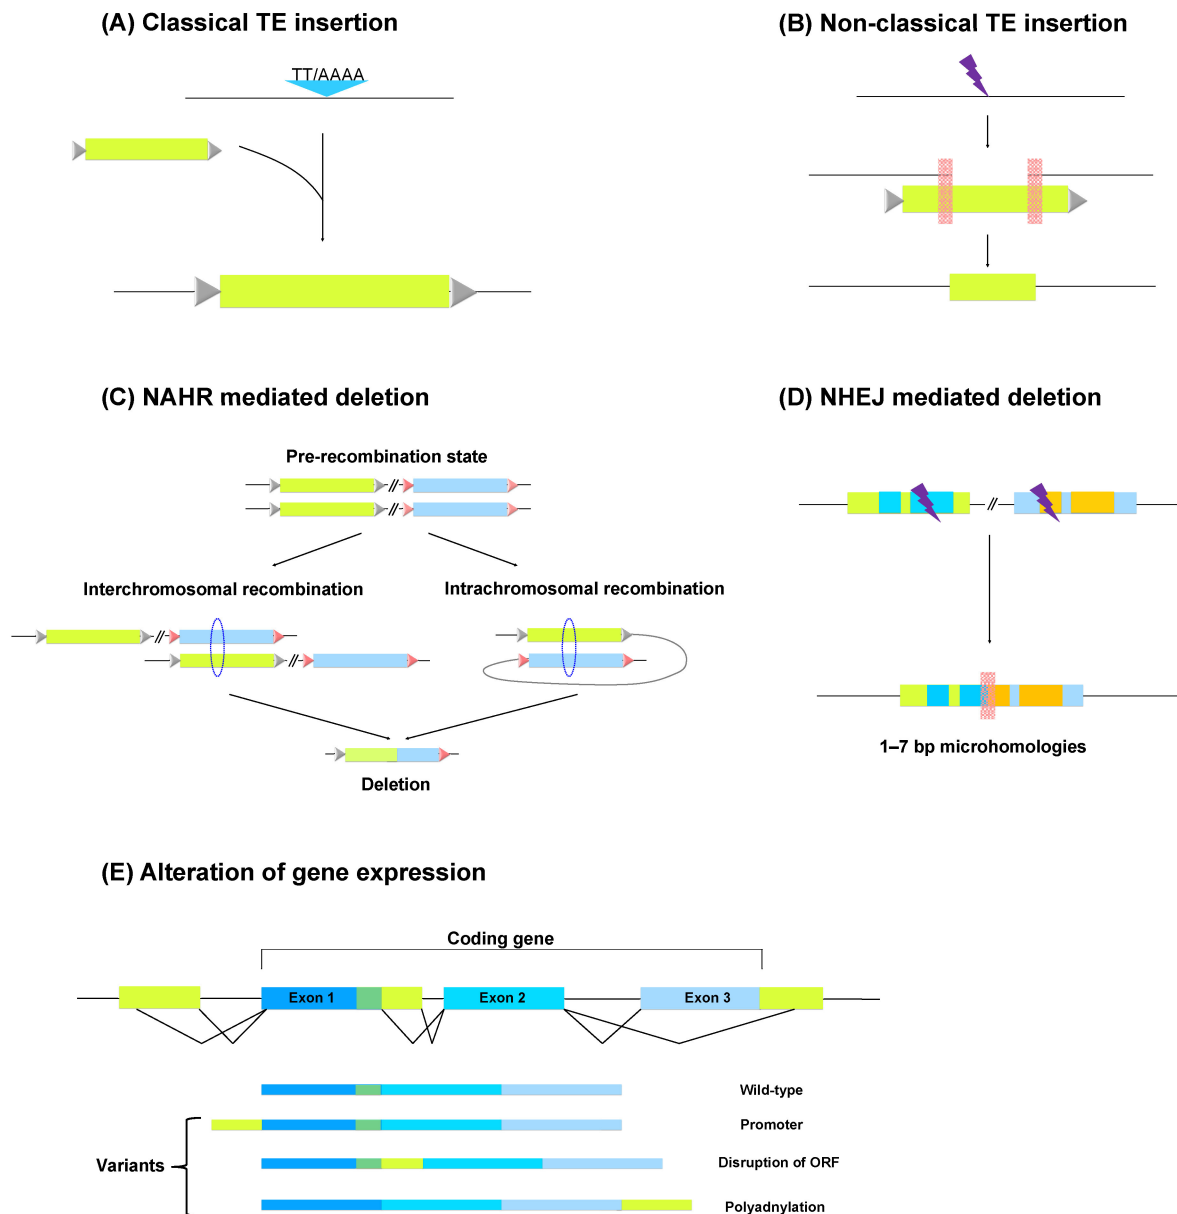 (A) Classical TE insertion
(B) Non-classical TE insertion
TT/AAAA
(C) NAHR mediated deletion
(D) NHEJ mediated deletion
Pre-recombination state
//
//
//
Interchromosomal recombination
Intrachromosomal recombination
//
//
1–7 bp microhomologies
Deletion
(E) Alteration of gene expression
Coding gene
Exon 1
Exon 2
Exon 3
Wild-type
Promoter
Variants
Disruption of ORF
Polyadnylation